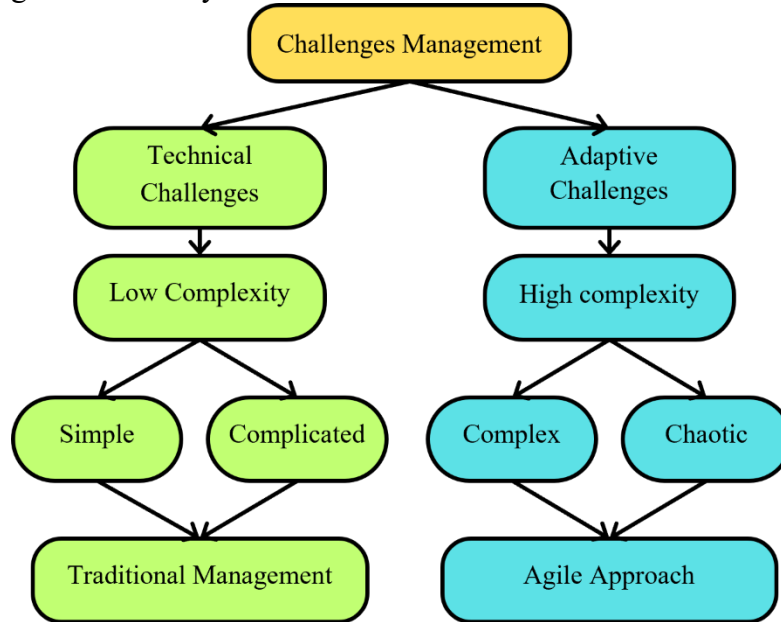 Challenges Management
Technical
Challenges
Adaptive
Challenges
Low Complexity
High complexity
Simple
Complicated
Complex
Chaotic
Traditional Management
Agile Approach